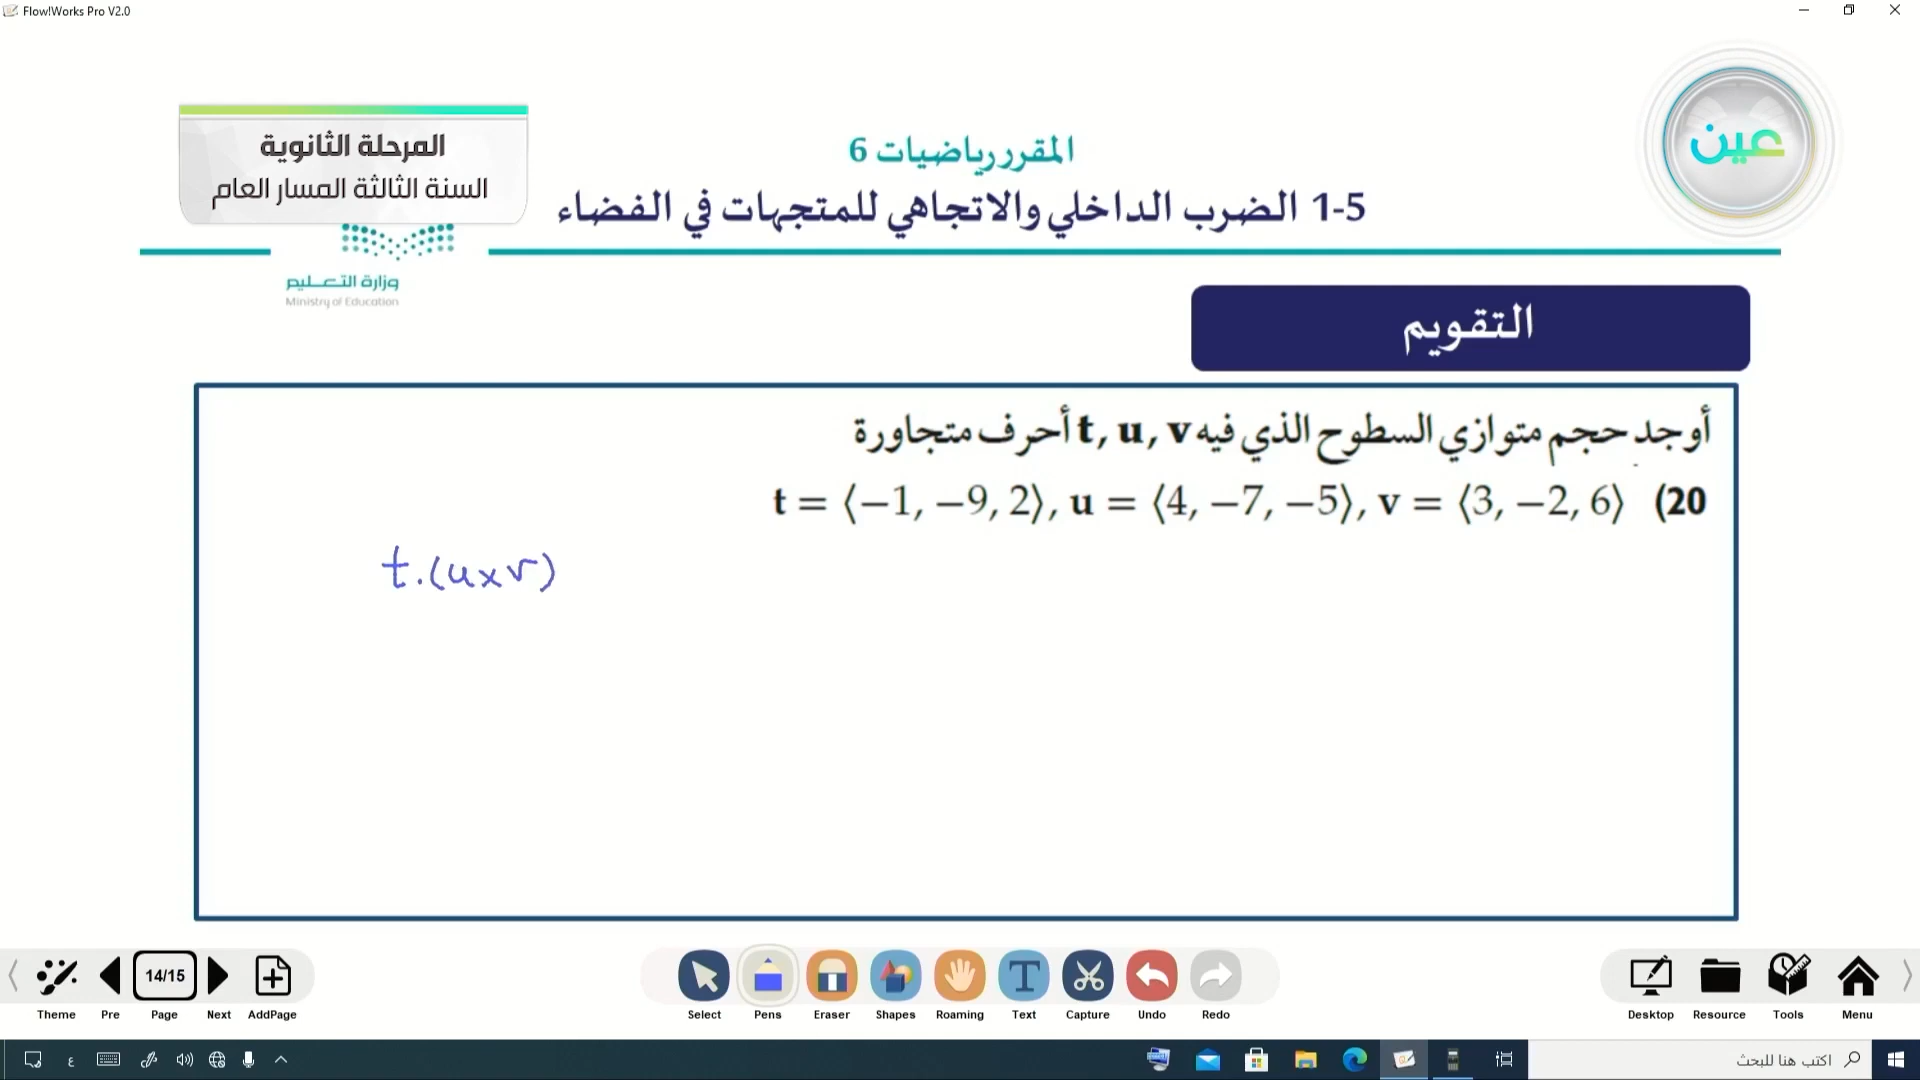 Flow!Works Pro V2.0
عين
المرحلة الثانوية
السنة الثالثة المسار العام
المقرر رياضيات 6
1-5 الضرب الداخلي والاتجاهي للمتجهات في الفضاء
وزارة التعليم
Ministry of Education
التقويم
أوجد حجم متوازي السطوح الذي فيه t, u, v أحرف متجاورة
(20 t = ⟨−1, −9, 2⟩, u = ⟨4, −7, −5⟩, v = ⟨3, −2, 6⟩
t.(u×v)
14/15
Theme Pre Page Next AddPage
Select Pens Eraser Shapes Roaming Text Capture Undo Redo
Desktop Resource Tools Menu
ع
اكتب هنا للبحث